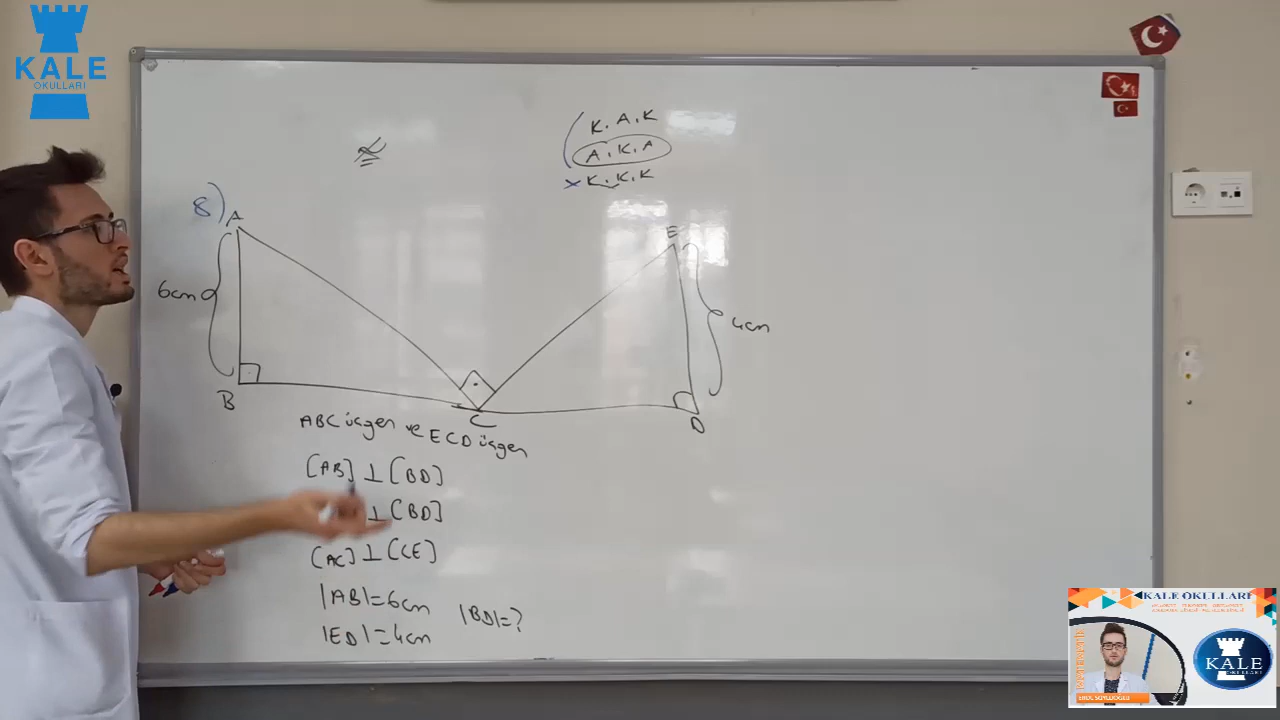 KALE
OKULLARI
K.A.K
A.K.A
x K.K.K
8)
A
E
6cm
4cm
B
C
D
ABC üçgen ve ECD üçgen
[AB] ⊥ [BD]
⊥ [BD]
[AC] ⊥ [CE]
|AB|=6cm
|BD|=?
|ED|=4cm
KALE OKULLARI
KALE
OKULLARI